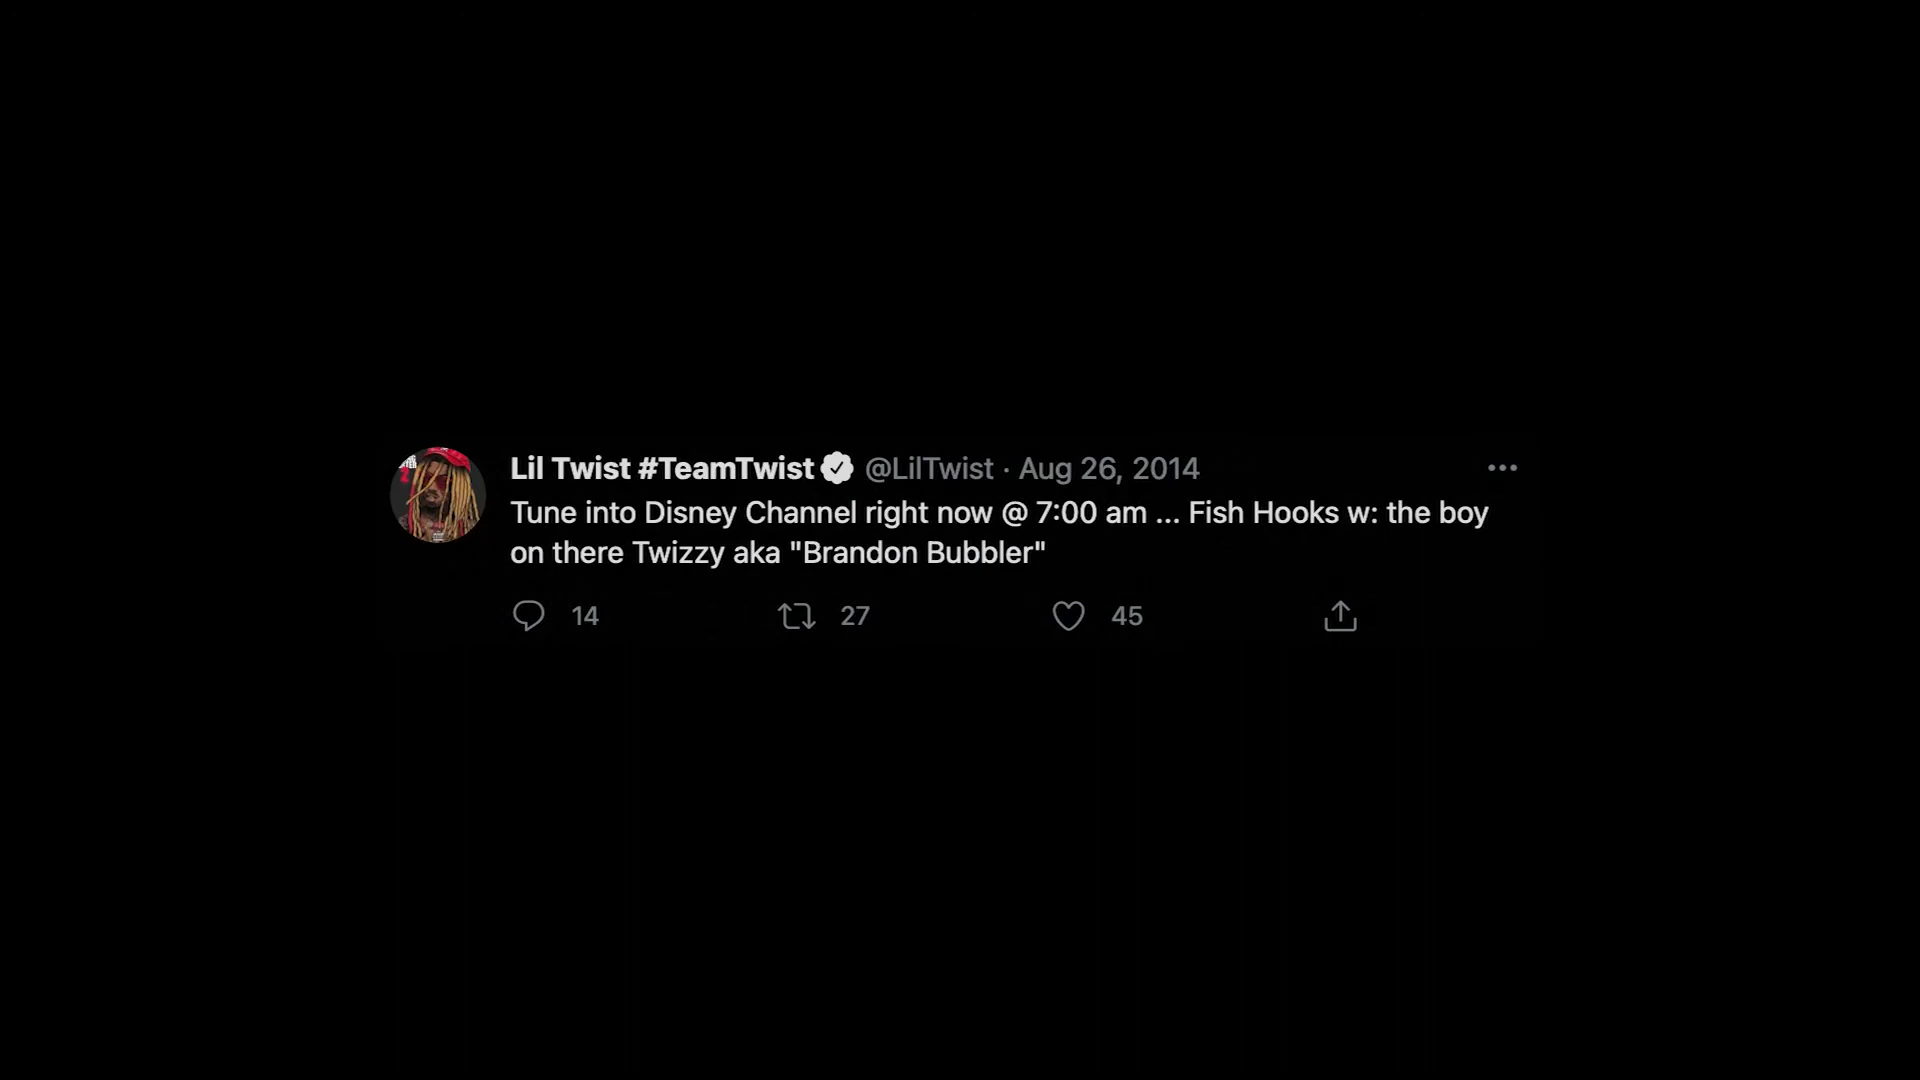 Lil Twist #TeamTwist @LilTwist · Aug 26, 2014
Tune into Disney Channel right now @ 7:00 am ... Fish Hooks w: the boy
on there Twizzy aka "Brandon Bubbler"
14 27 45